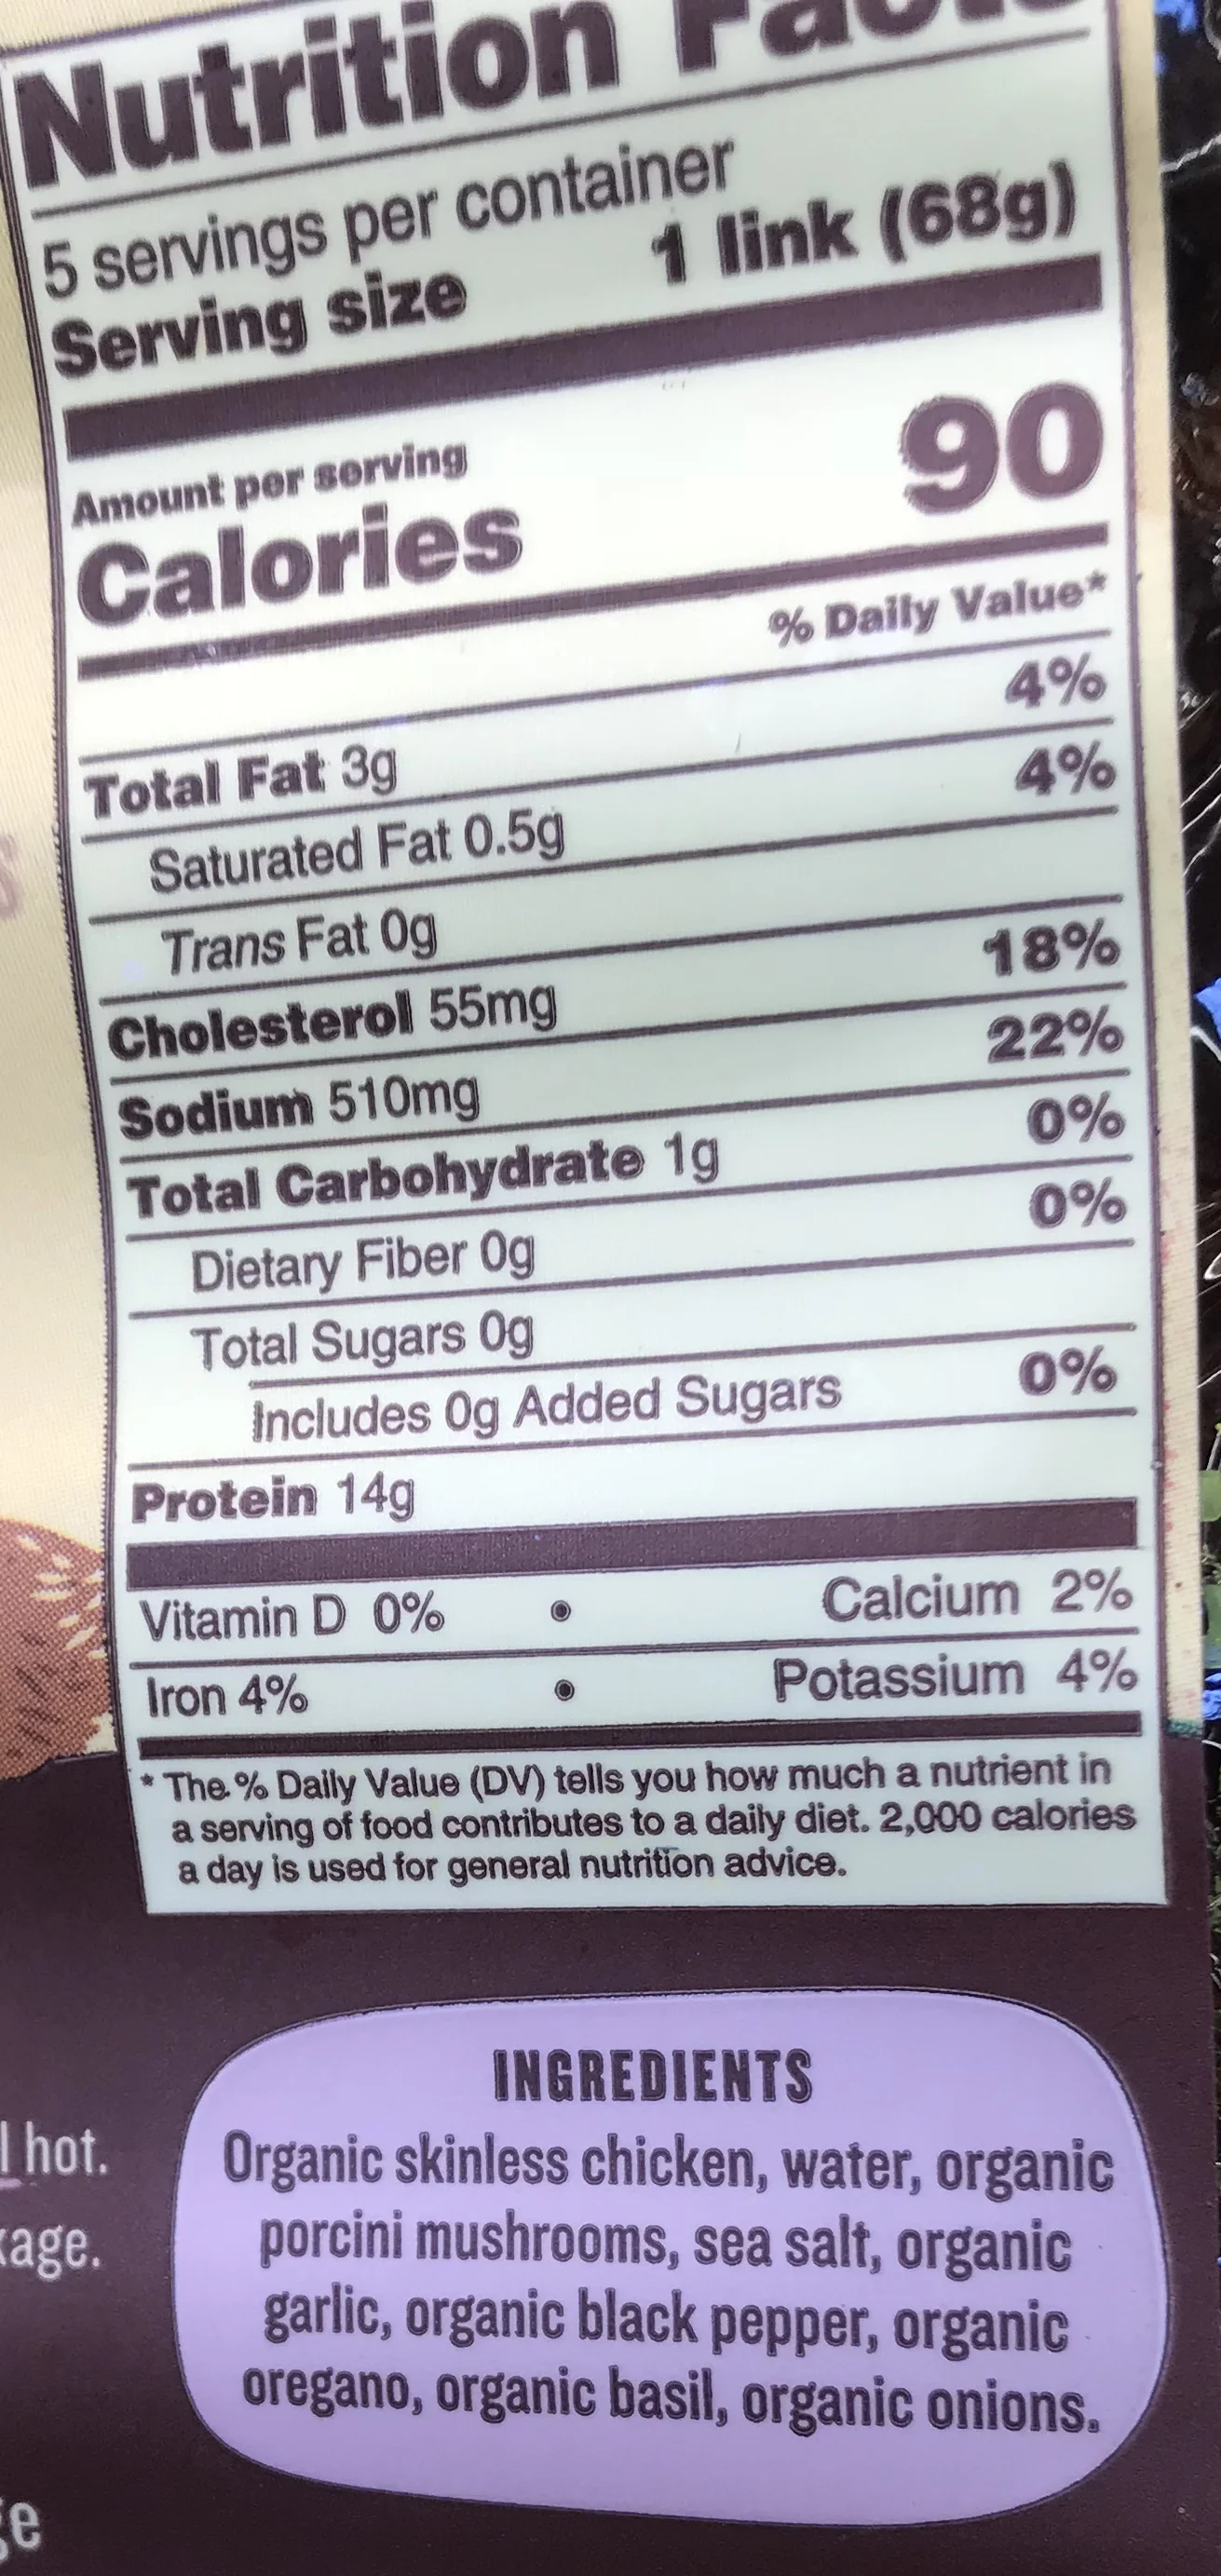 Nutrition Facts
5 servings per container
Serving size 1 link (68g)
Amount per serving
Calories 90
% Daily Value*
Total Fat 3g 4%
Saturated Fat 0.5g 4%
Trans Fat 0g
Cholesterol 55mg 18%
Sodium 510mg 22%
Total Carbohydrate 1g 0%
Dietary Fiber 0g 0%
Total Sugars 0g
Includes 0g Added Sugars 0%
Protein 14g
Vitamin D 0% • Calcium 2%
Iron 4% • Potassium 4%
* The % Daily Value (DV) tells you how much a nutrient in
a serving of food contributes to a daily diet. 2,000 calories
a day is used for general nutrition advice.
INGREDIENTS
Organic skinless chicken, water, organic
porcini mushrooms, sea salt, organic
garlic, organic black pepper, organic
oregano, organic basil, organic onions.
hot.